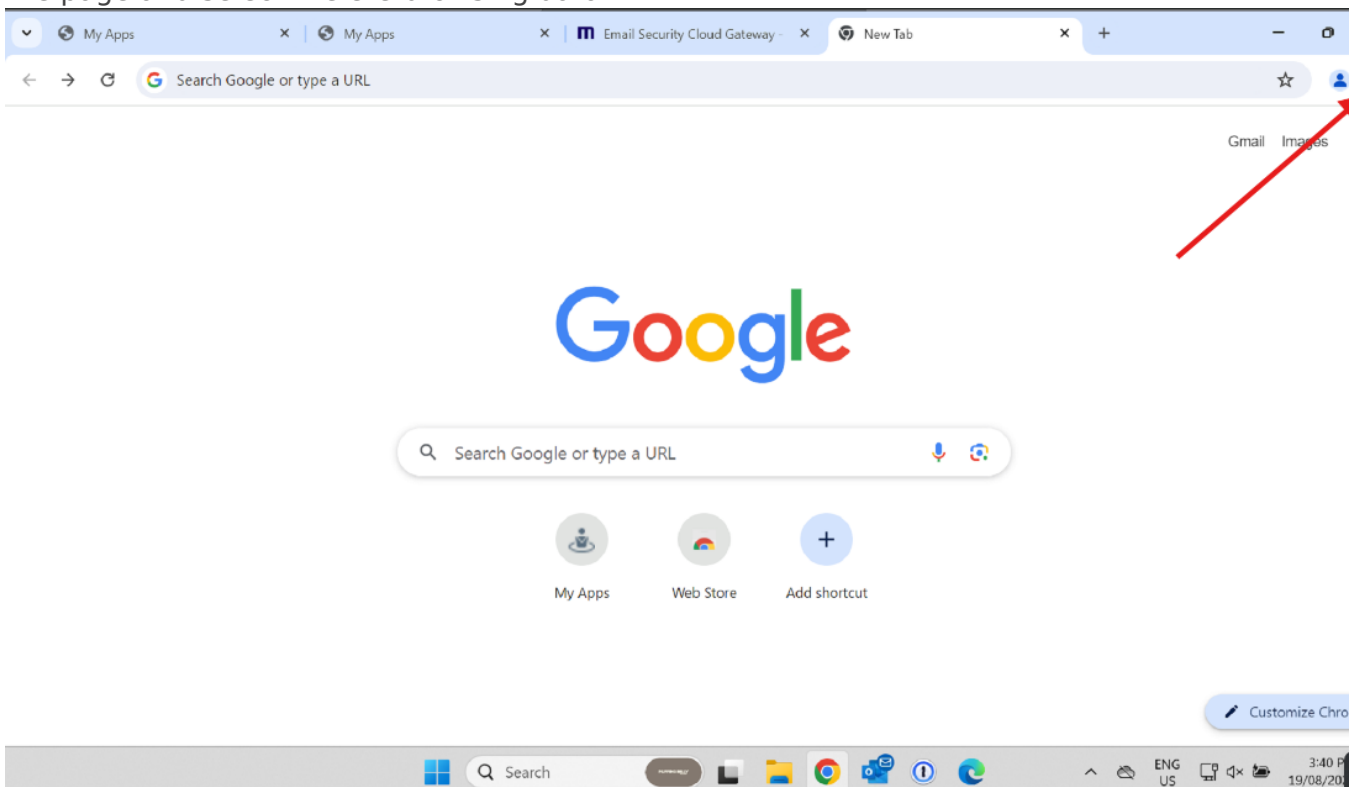 My Apps
My Apps
Email Security Cloud Gateway -
New Tab
Search Google or type a URL
Gmail Images
Google
Search Google or type a URL
My Apps Web Store Add shortcut
Customize Chro
Search
ENG
US
3:40 P
19/08/20